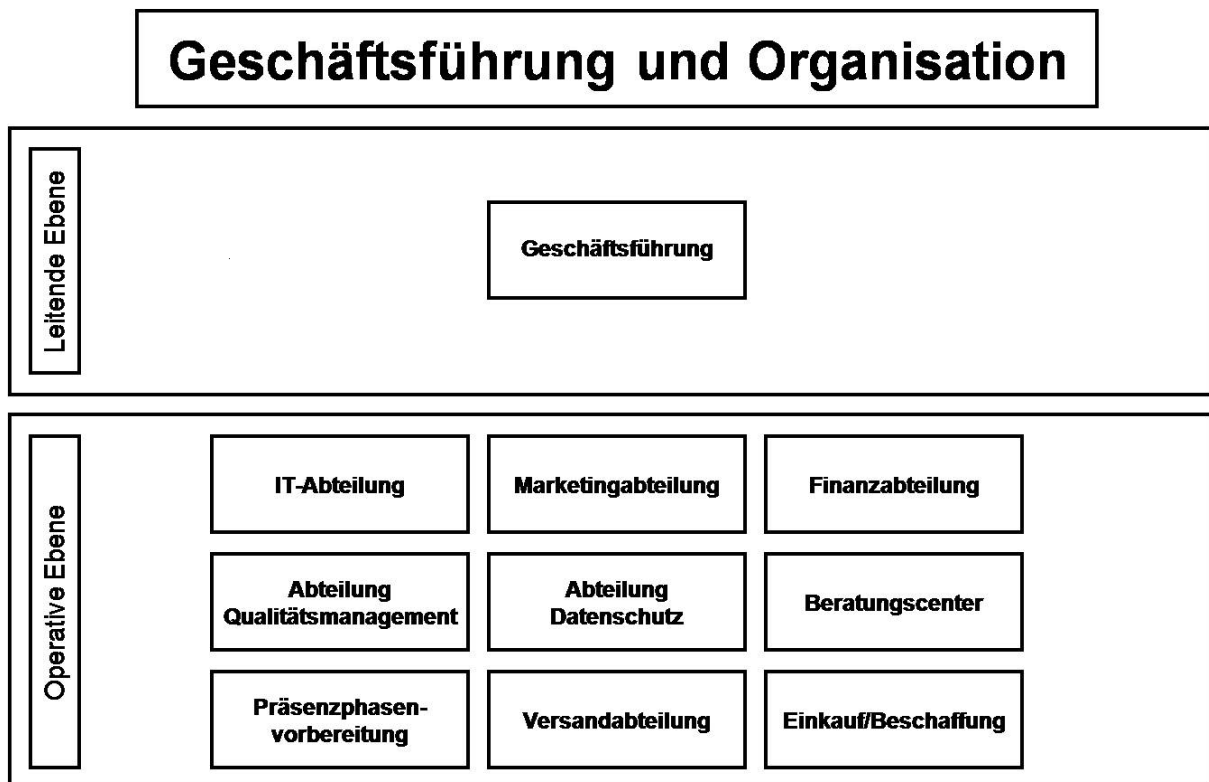 Geschäftsführung und Organisation
Leitende Ebene
Geschäftsführung
Operative Ebene
IT-Abteilung
Marketingabteilung
Finanzabteilung
Abteilung
Qualitätsmanagement
Abteilung
Datenschutz
Beratungscenter
Präsenzphasen-
vorbereitung
Versandabteilung
Einkauf/Beschaffung